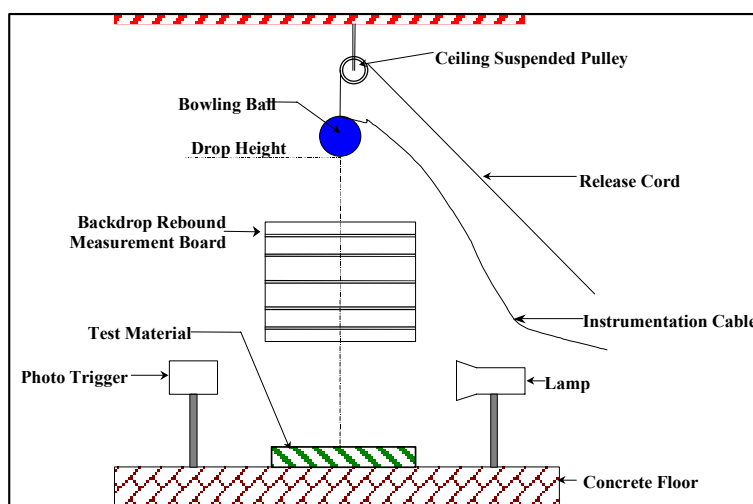 Ceiling Suspended Pulley
Bowling Ball
Drop Height
Release Cord
Backdrop Rebound
Measurement Board
Instrumentation Cable
Test Material
Photo Trigger
Lamp
Concrete Floor